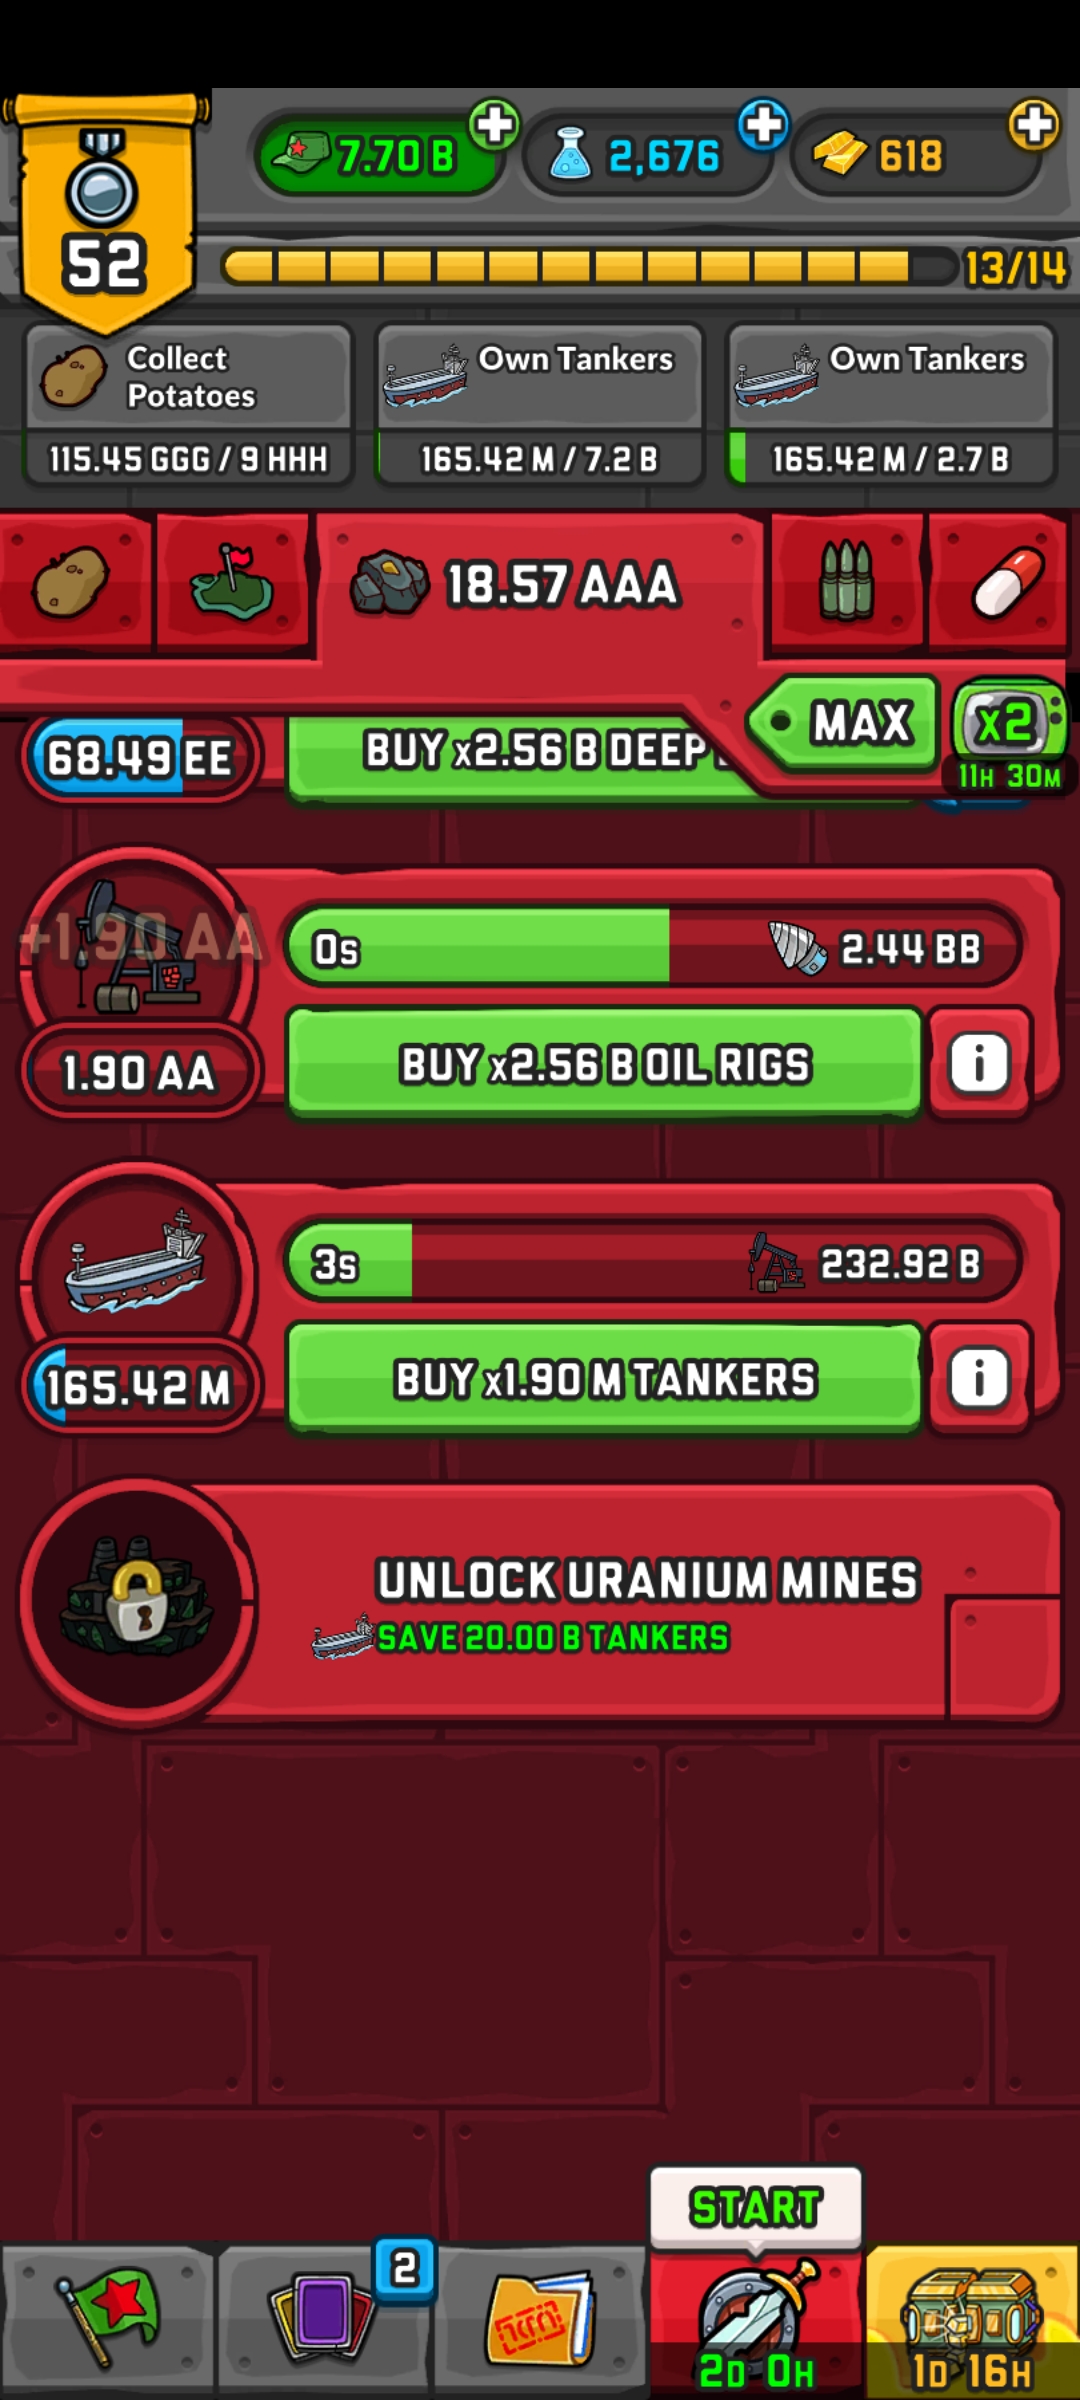 52
7.70 B
2,676
618
13/14
Collect
Potatoes
115.45 GGG / 9 HHH
Own Tankers
165.42 M / 7.2 B
Own Tankers
165.42 M / 2.7 B
18.57 AAA
MAX
x2
11H 30M
68.49 EE
BUY x2.56 B DEEP
+1.90 AA
0s
2.44 BB
1.90 AA
BUY x2.56 B OIL RIGS
i
3s
232.92 B
165.42 M
BUY x1.90 M TANKERS
i
UNLOCK URANIUM MINES
SAVE 20.00 B TANKERS
START
2
2D 0H
1D 16H